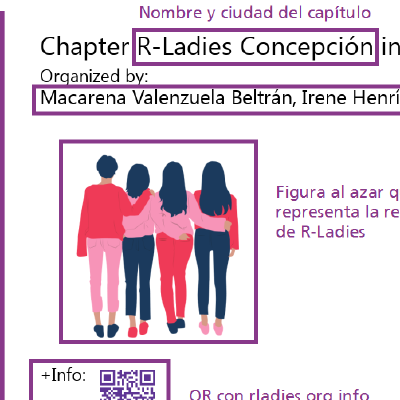 Nombre y ciudad del capítulo
Chapter R-Ladies Concepción in
Organized by:
Macarena Valenzuela Beltrán, Irene Henrí
Figura al azar q
representa la re
de R-Ladies
+Info:
QR con rladies org info